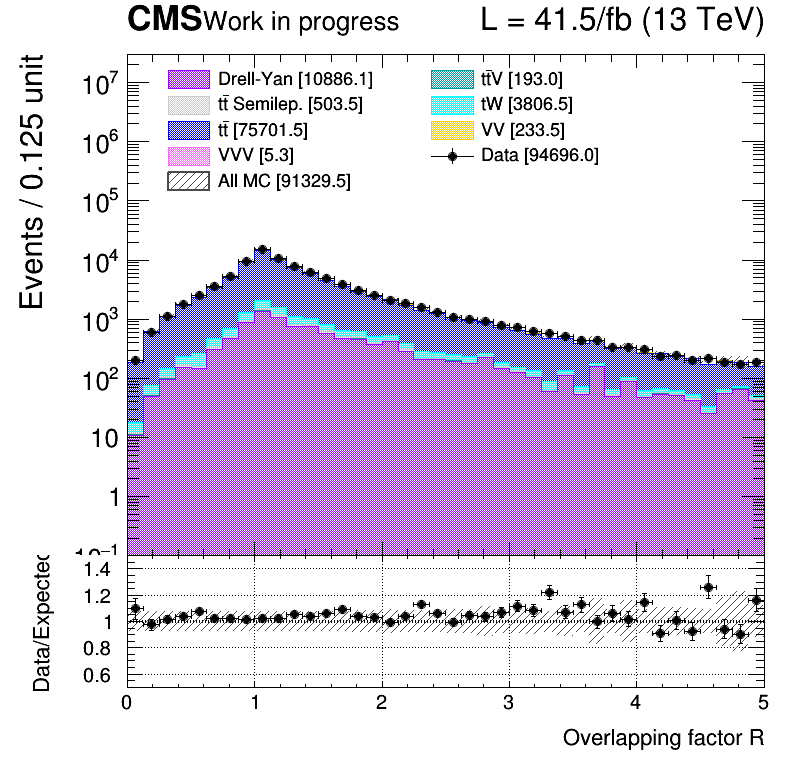 CMS Work in progress L = 41.5/fb (13 TeV)
Events / 0.125 unit
10⁷
10⁶
10⁵
10⁴
10³
10²
10
1
10⁻¹
Drell-Yan [10886.1]
tt̄ Semilep. [503.5]
tt̄ [75701.5]
VVV [5.3]
All MC [91329.5]
tt̄V [193.0]
tW [3806.5]
VV [233.5]
Data [94696.0]
Data/Expected
1.4
1.2
1
0.8
0.6
0 1 2 3 4 5
Overlapping factor R